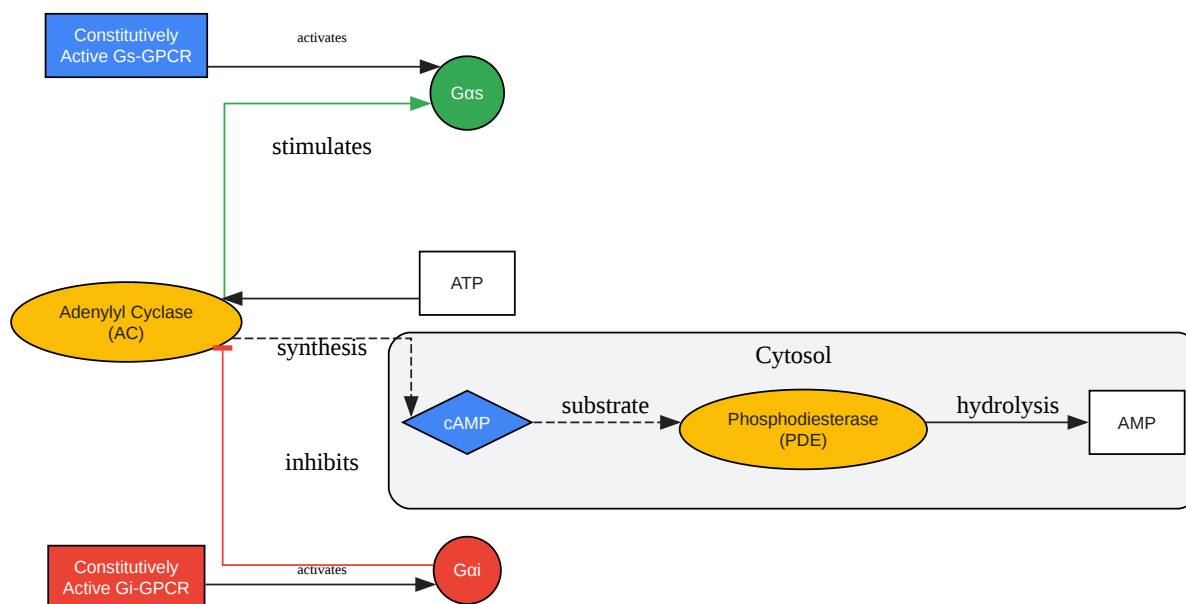 Constitutively
Active Gs-GPCR
activates
Gαs
stimulates
ATP
Adenylyl Cyclase
(AC)
synthesis
Cytosol
cAMP
substrate
Phosphodiesterase
(PDE)
hydrolysis
AMP
inhibits
Constitutively
Active Gi-GPCR
activates
Gαi